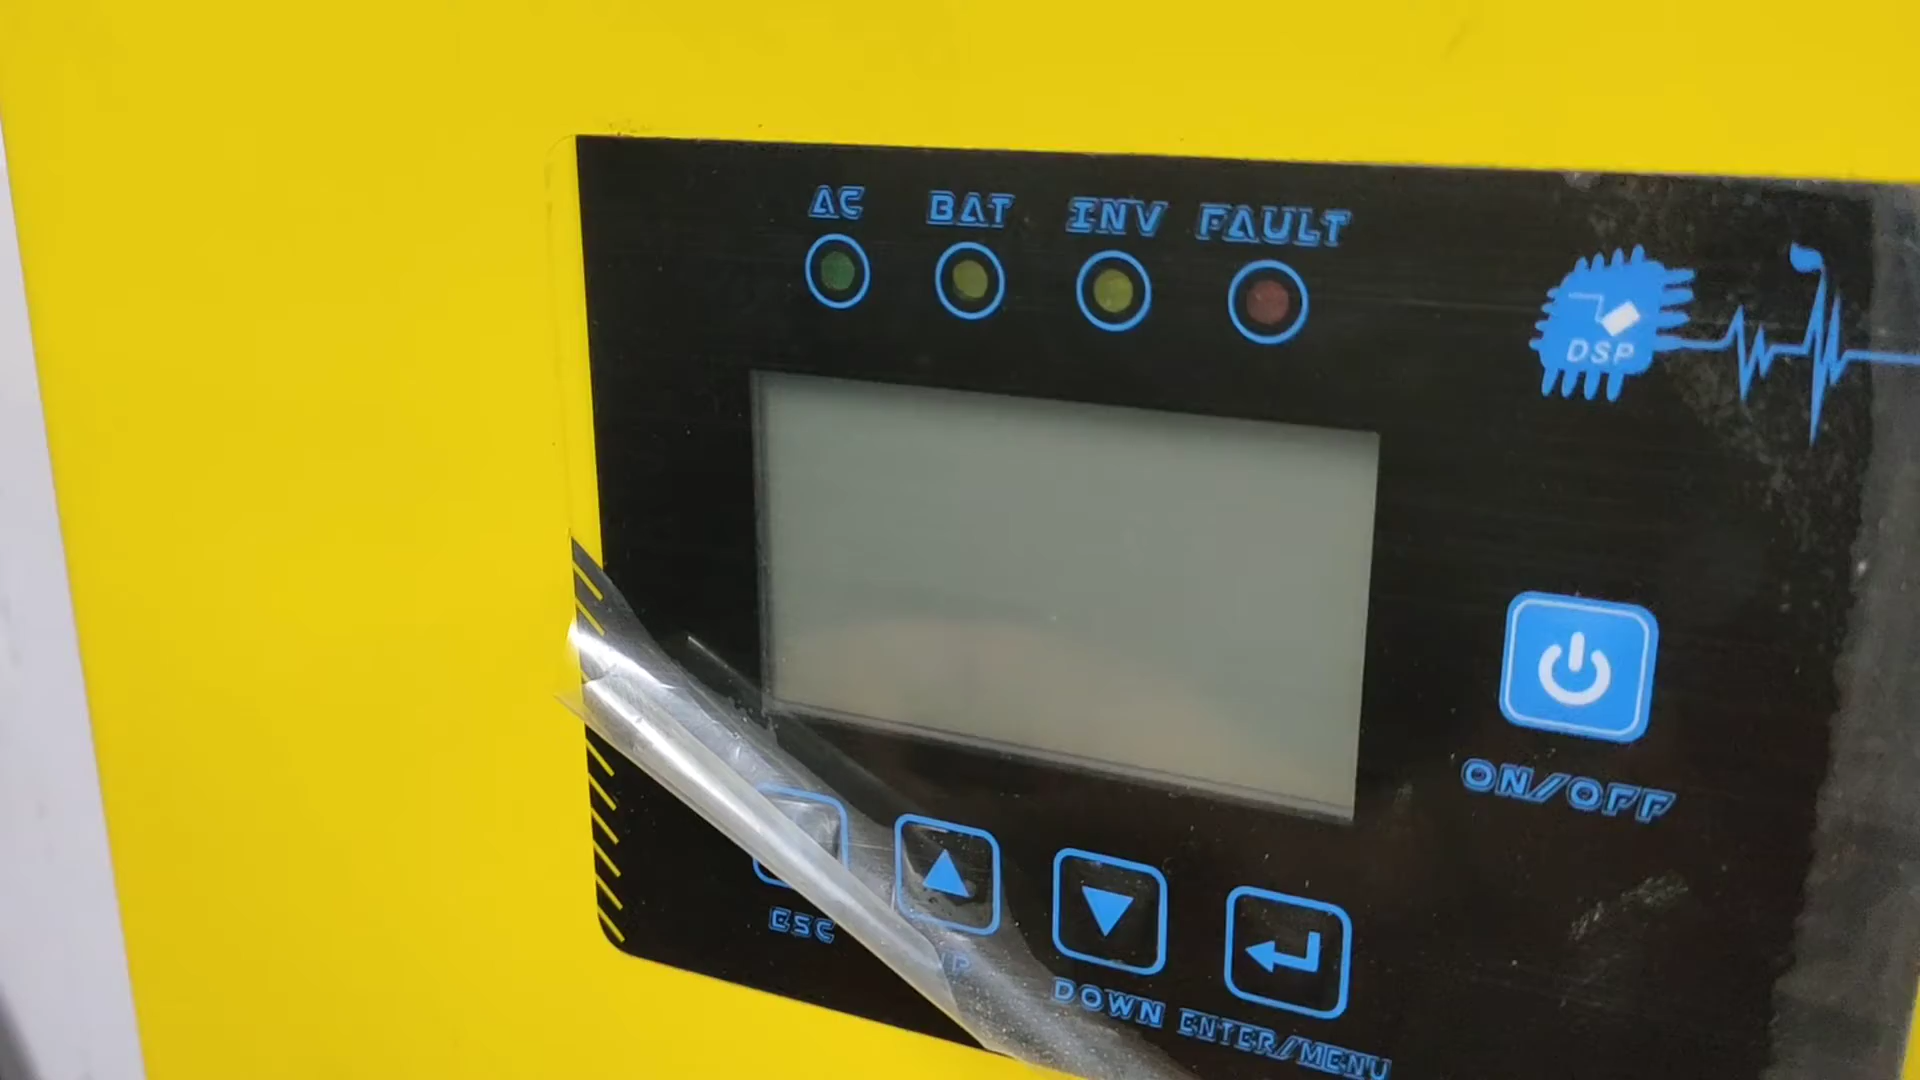 AC BAT INV FAULT
DSP
ON/OFF
ESC
DOWN ENTER/MENU